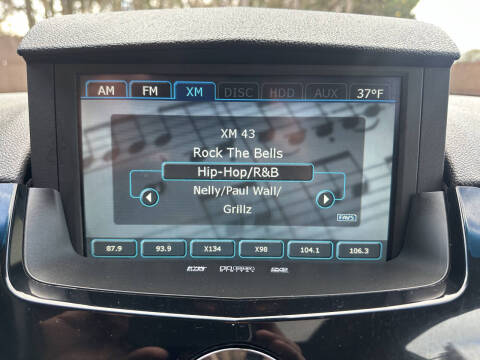 AM FM XM DISC HDD AUX 37°F
XM 43
Rock The Bells
Hip-Hop/R&B
Nelly/Paul Wall/
Grillz
FAVS
87.9 93.9 X134 X98 104.1 106.3